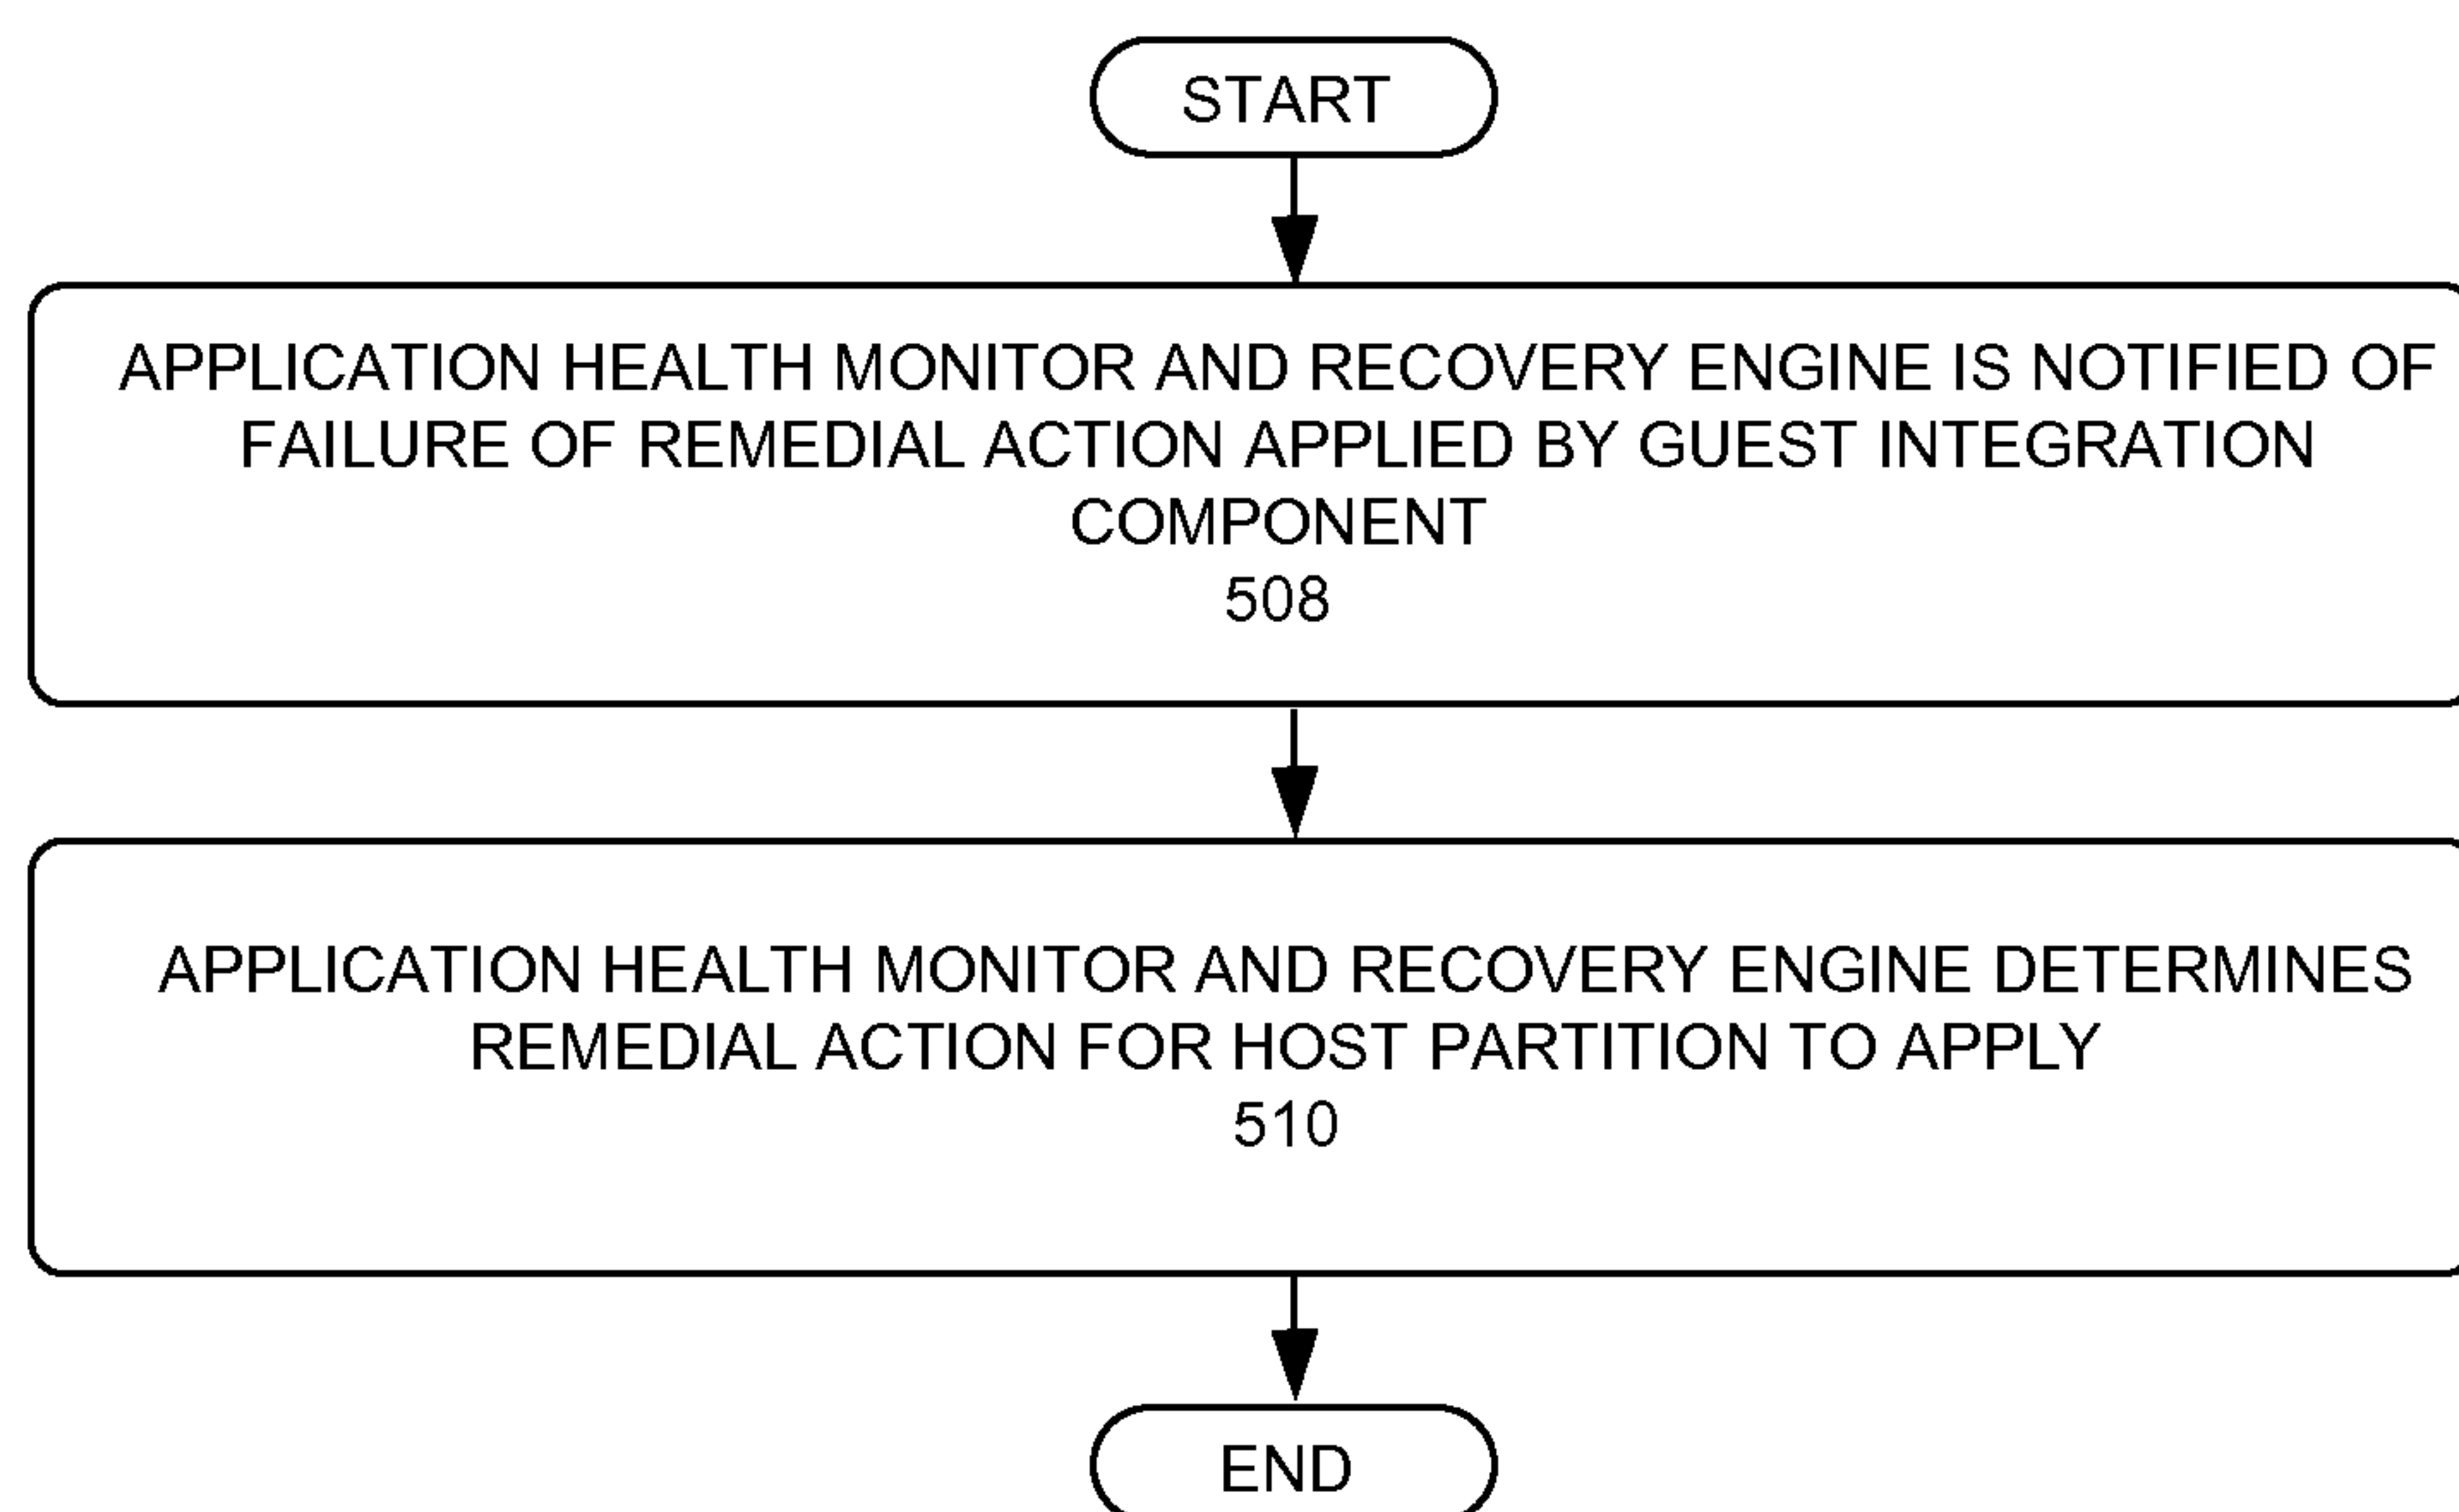 START
APPLICATION HEALTH MONITOR AND RECOVERY ENGINE IS NOTIFIED OF
FAILURE OF REMEDIAL ACTION APPLIED BY GUEST INTEGRATION
COMPONENT
508
APPLICATION HEALTH MONITOR AND RECOVERY ENGINE DETERMINES
REMEDIAL ACTION FOR HOST PARTITION TO APPLY
510
END